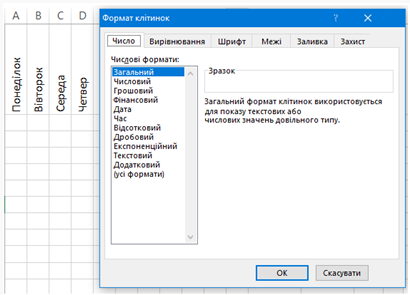 A B C D
Понеділок
Вівторок
Середа
Четвер
Формат клітинок
?
Число Вирівнювання Шрифт Межі Заливка Захист
Числові формати:
Загальний
Числовий
Грошовий
Фінансовий
Дата
Час
Відсотковий
Дробовий
Експоненційний
Текстовий
Додатковий
(усі формати)
Зразок
Загальний формат клітинок використовується
для показу текстових або
числових значень довільного типу.
ОК Скасувати